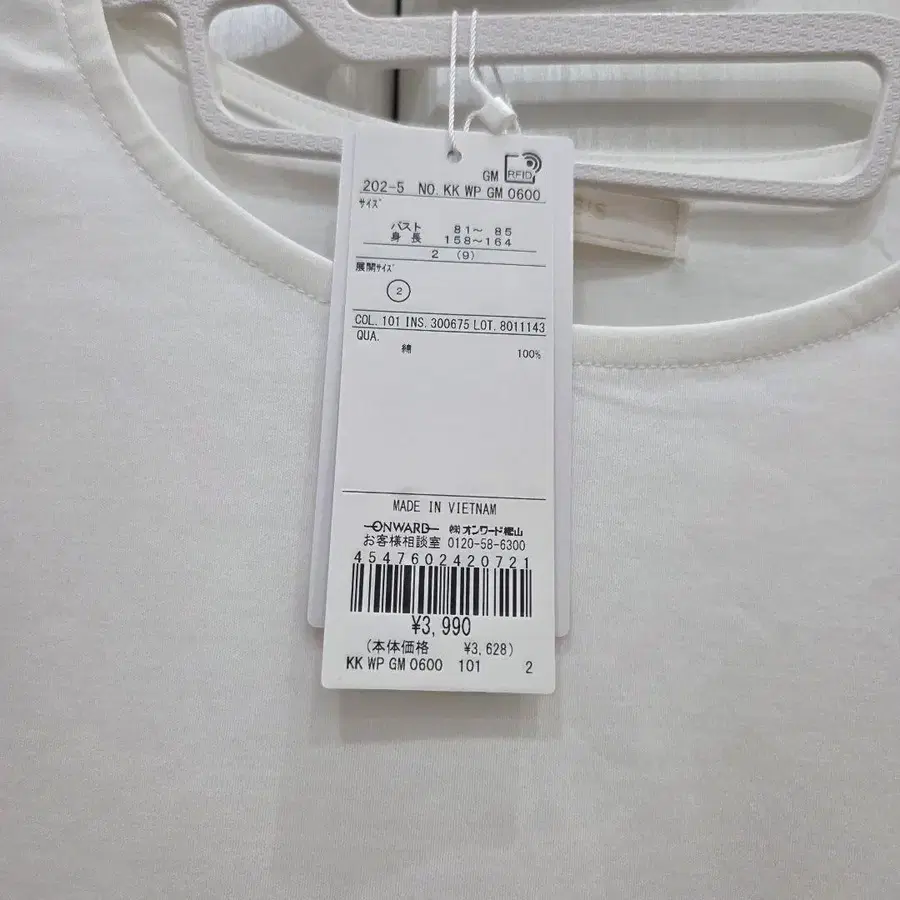 GM RFID
202-5 NO. KK WP GM 0600
サイズ
バスト 81～ 85
身長 158～164
2 (9)
展開サイズ
2
COL. 101 INS. 300675 LOT. 8011143
QUA.
綿 100%
MADE IN VIETNAM
ONWARD ㈱オンワード樫山
お客様相談室 0120-58-6300
4547602420721
¥3,990
(本体価格 ¥3,628)
KK WP GM 0600 101 2